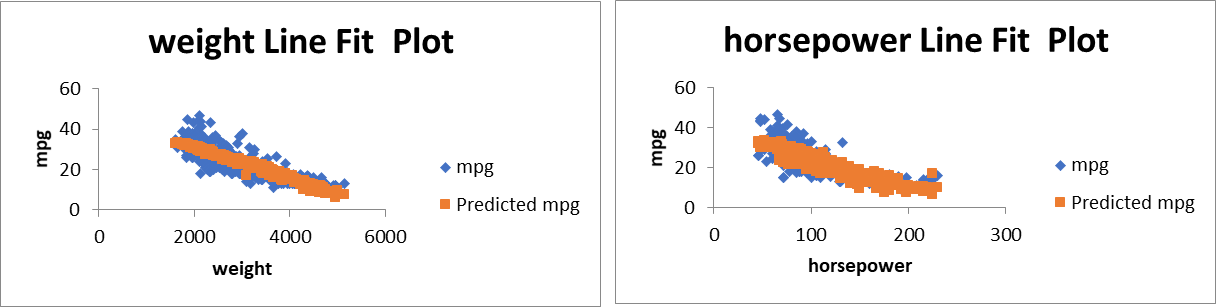 weight Line Fit  Plot
60
40
20
0
mpg
0
2000
4000
6000
weight
mpg
Predicted mpg
horsepower Line Fit  Plot
60
40
20
0
mpg
0
100
200
300
horsepower
mpg
Predicted mpg